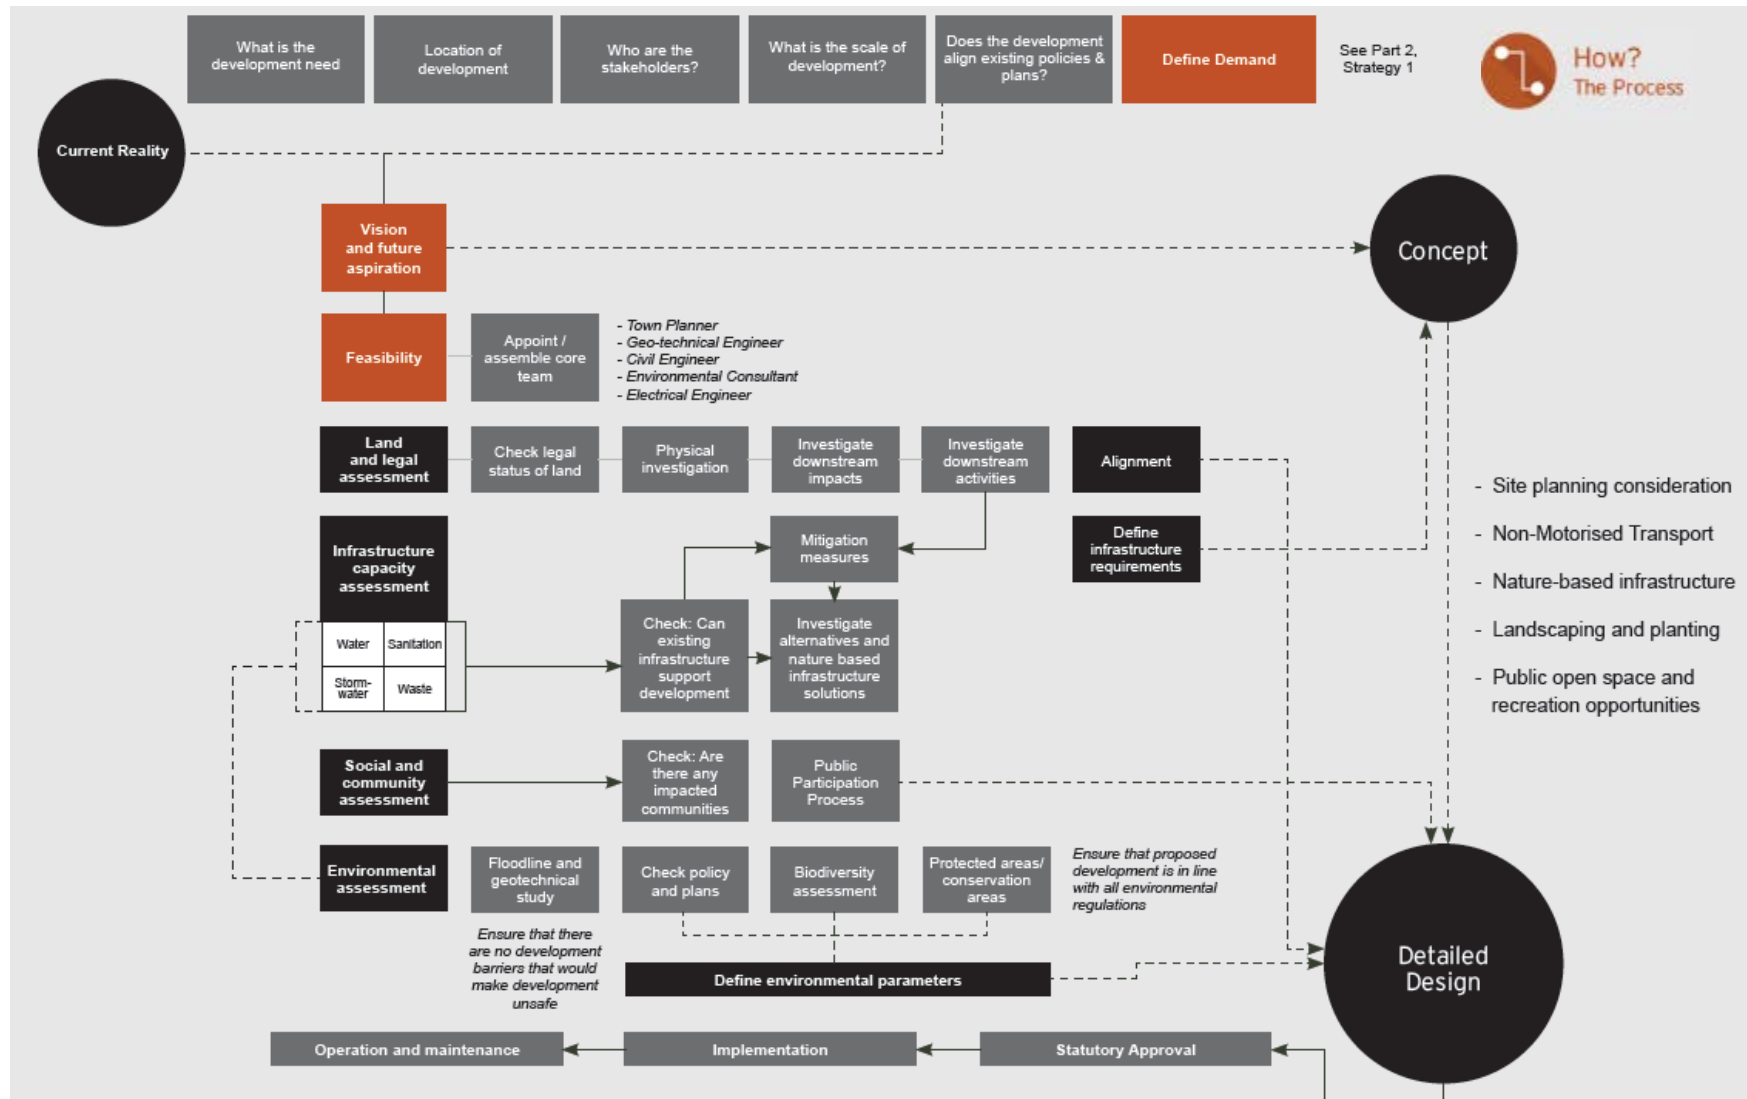 What is the
development need
Location of
development
Who are the
stakeholders?
What is the scale of
development?
Does the development
align existing policies &
plans?
Define Demand
See Part 2,
Strategy 1
How?
The Process
Current Reality
Vision
and future
aspiration
Concept
Feasibility
Appoint /
assemble core
team
- Town Planner
- Geo-technical Engineer
- Civil Engineer
- Environmental Consultant
- Electrical Engineer
Land
and legal
assessment
Check legal
status of land
Physical
investigation
Investigate
downstream
impacts
Investigate
downstream
activities
Alignment
Infrastructure
capacity
assessment
Mitigation
measures
Define
infrastructure
requirements
- Site planning consideration
- Non-Motorised Transport
- Nature-based infrastructure
- Landscaping and planting
- Public open space and
recreation opportunities
Water
Sanitation
Storm-
water
Waste
Check: Can
existing
infrastructure
support
development
Investigate
alternatives and
nature based
infrastructure
solutions
Social and
community
assessment
Check: Are
there any
impacted
communities
Public
Participation
Process
Environmental
assessment
Floodline and
geotechnical
study
Check policy
and plans
Biodiversity
assessment
Protected areas/
conservation
areas
Ensure that proposed
development is in line
with all environmental
regulations
Ensure that there
are no development
barriers that would
make development
unsafe
Define environmental parameters
Detailed
Design
Operation and maintenance
Implementation
Statutory Approval